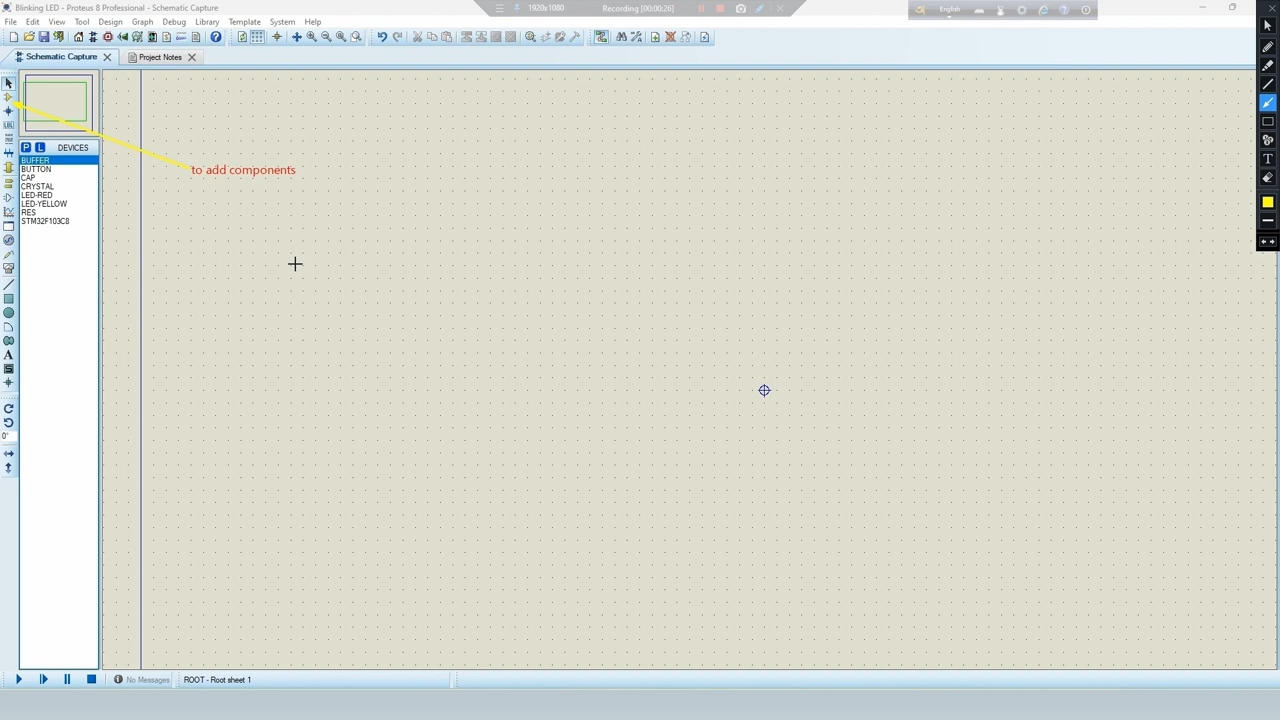 Blinking LED - Proteus 8 Professional - Schematic Capture
1920x1080
Recording [00:00:26]
English
File Edit View Tool Design Graph Debug Library Template System Help
Schematic Capture
Project Notes
P L DEVICES
BUFFER
BUTTON
CAP
CRYSTAL
LED-RED
LED-YELLOW
RES
STM32F103C8
to add components
LBL
A
T
0°
No Messages
ROOT - Root sheet 1